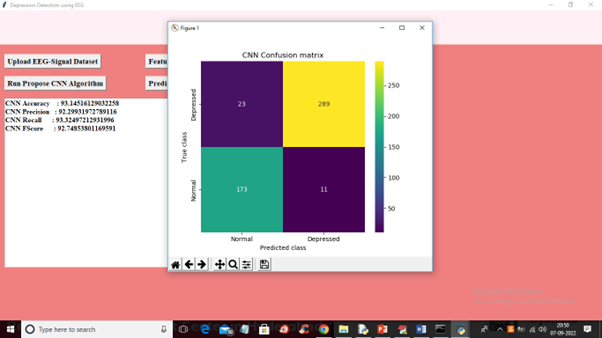 Depression Detection using EEG
Figure 1
Upload EEG-Signal Dataset
Featu
Run Propose CNN Algorithm
Predi
CNN Accuracy : 93.14516129032258
CNN Precision : 92.29931972789116
CNN Recall : 93.32497212931996
CNN FScore : 92.74853801169591
CNN Confusion matrix
Depressed
23
289
True class
Normal
173
11
Normal
Depressed
Predicted class
250
200
150
100
50
Type here to search
20:50
07-09-2022